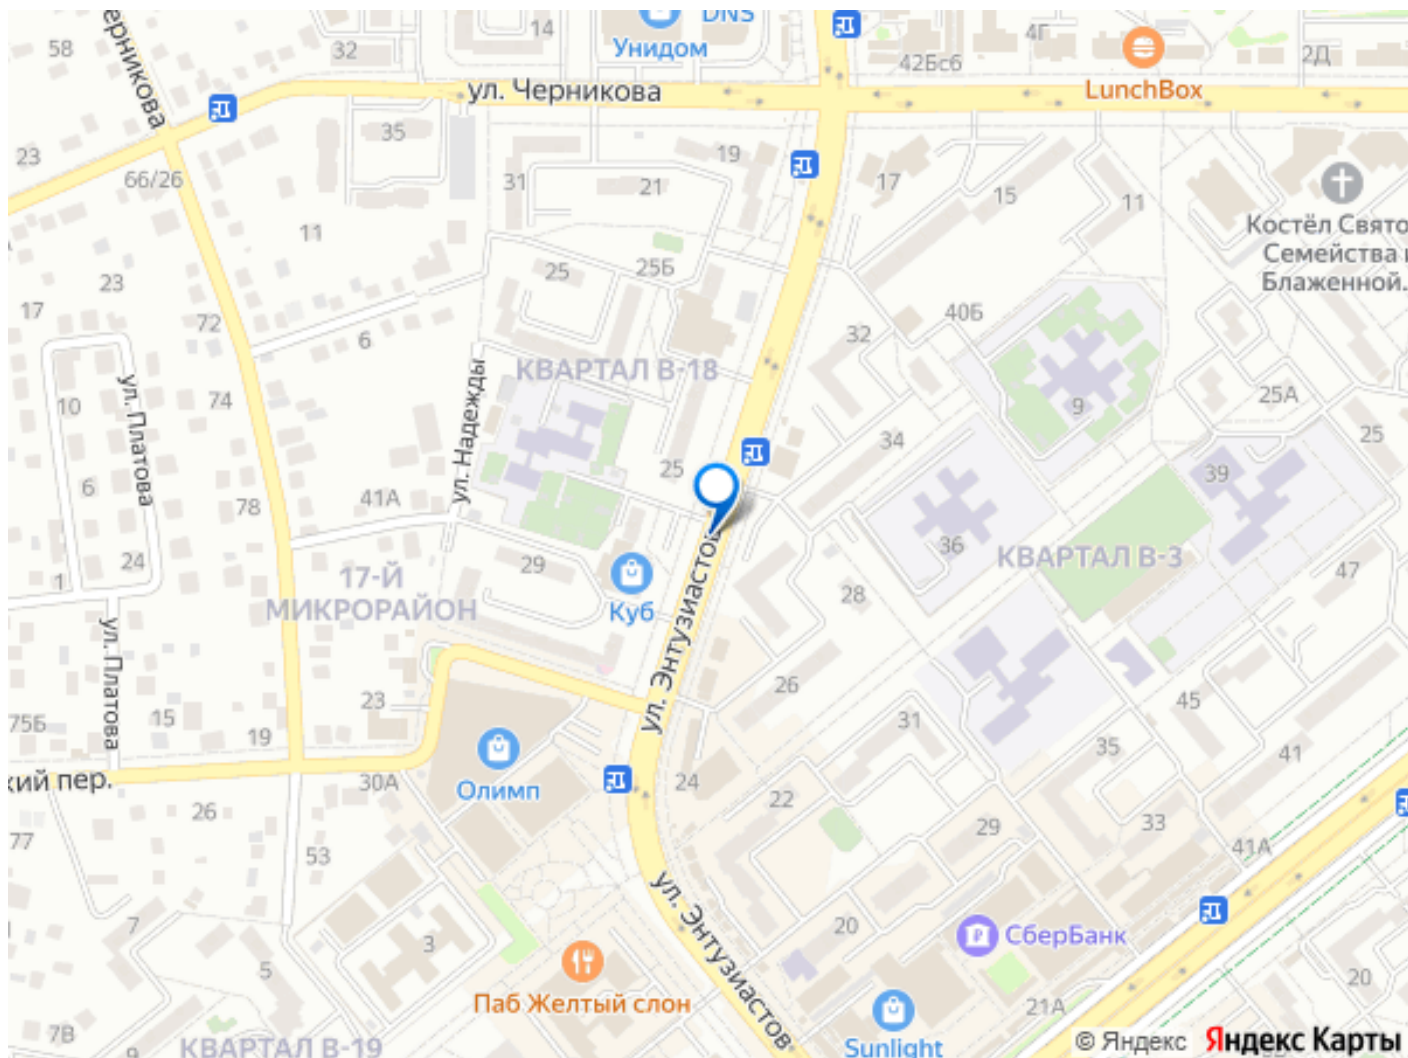 ерникова
58
32
14
DNS
Унидом
42Бс6
4Г
2Д
LunchBox
ул. Черникова
23
35
66/26
31
21
19
17
15
11
Костёл Свято
Семейства и
Блаженной.
11
25
25Б
23
17
72
6
32
40Б
КВАРТАЛ В-18
ул. Платова
10
74
ул. Надежды
9
25А
25
34
25
39
6
78
41А
36
КВАРТАЛ В-3
24
1
29
17-Й
МИКРОРАЙОН
Куб
28
47
ул. Энтузиастов
ул. Платова
26
75Б
15
19
23
31
45
35
41
кий пер.
30А
Олимп
24
22
26
77
53
29
33
41А
ул. Энтузиастов
7
3
5
20
СберБанк
Паб Желтый слон
20
21А
7В
9
КВАРТАЛ В-19
Sunlight
© Яндекс Яндекс Карты